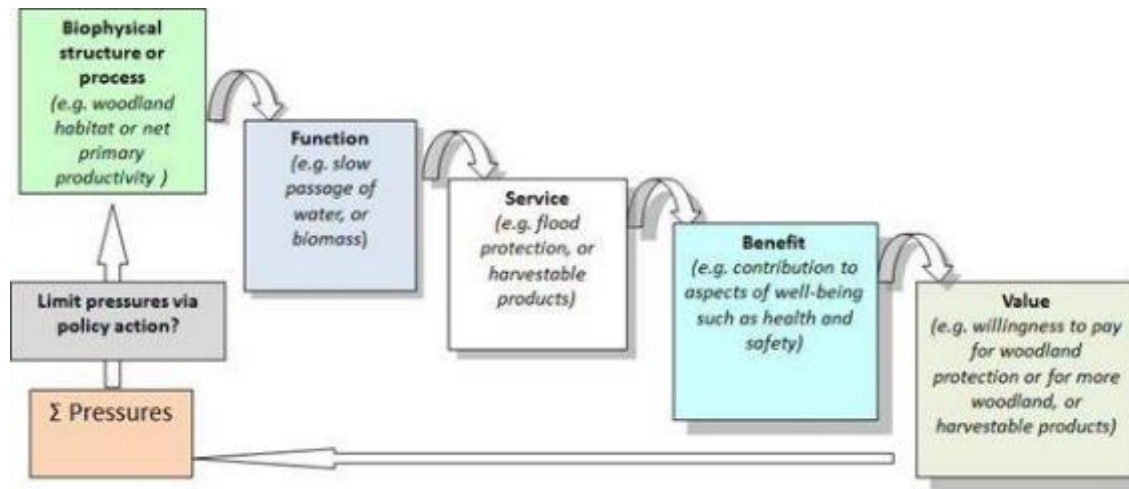 Biophysical
structure or
process
(e.g. woodland
habitat or net
primary
productivity )
Function
(e.g. slow
passage of
water, or
biomass)
Service
(e.g. flood
protection, or
harvestable
products)
Benefit
(e.g. contribution to
aspects of well-being
such as health and
safety)
Value
(e.g. willingness to pay
for woodland
protection or for more
woodland, or
harvestable products)
Limit pressures via
policy action?
Σ Pressures